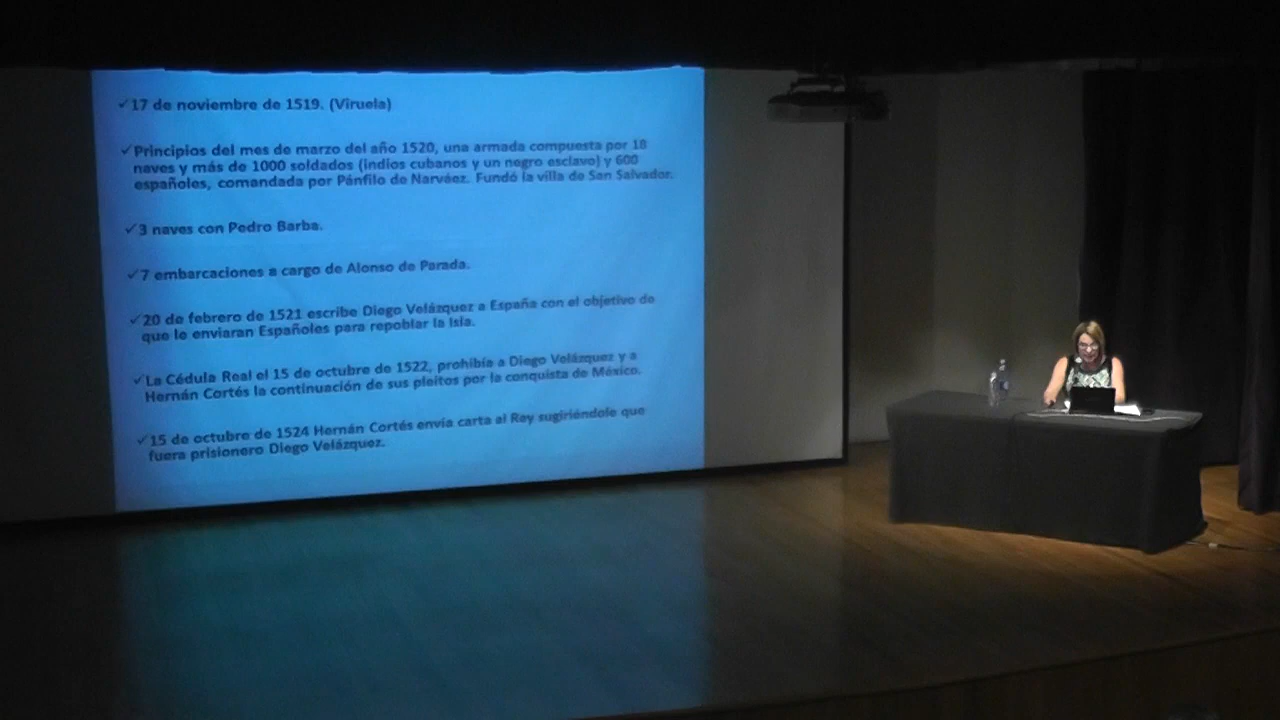 ✓17 de noviembre de 1519. (Viruela)
✓Principios del mes de marzo del año 1520, una armada compuesta por 18
naves y más de 1000 soldados (indios cubanos y un negro esclavo) y 600
españoles, comandada por Pánfilo de Narváez. Fundó la villa de San Salvador.
✓3 naves con Pedro Barba.
✓7 embarcaciones a cargo de Alonso de Parada.
✓20 de febrero de 1521 escribe Diego Velázquez a España con el objetivo de
que le enviaran Españoles para repoblar la Isla.
✓La Cédula Real el 15 de octubre de 1522, prohibía a Diego Velázquez y a
Hernán Cortés la continuación de sus pleitos por la conquista de México.
✓15 de octubre de 1524 Hernán Cortés envía carta al Rey sugiriéndole que
fuera prisionero Diego Velázquez.